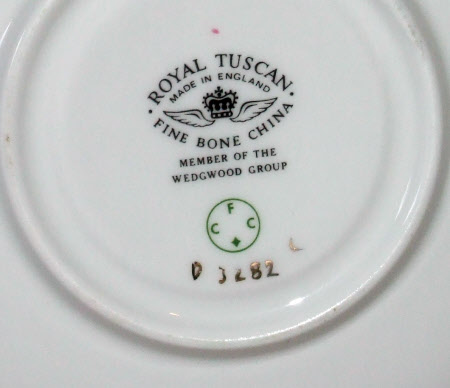 ROYAL TUSCAN
MADE IN ENGLAND
FINE BONE CHINA
MEMBER OF THE
WEDGWOOD GROUP
F
C C
D 3282 L